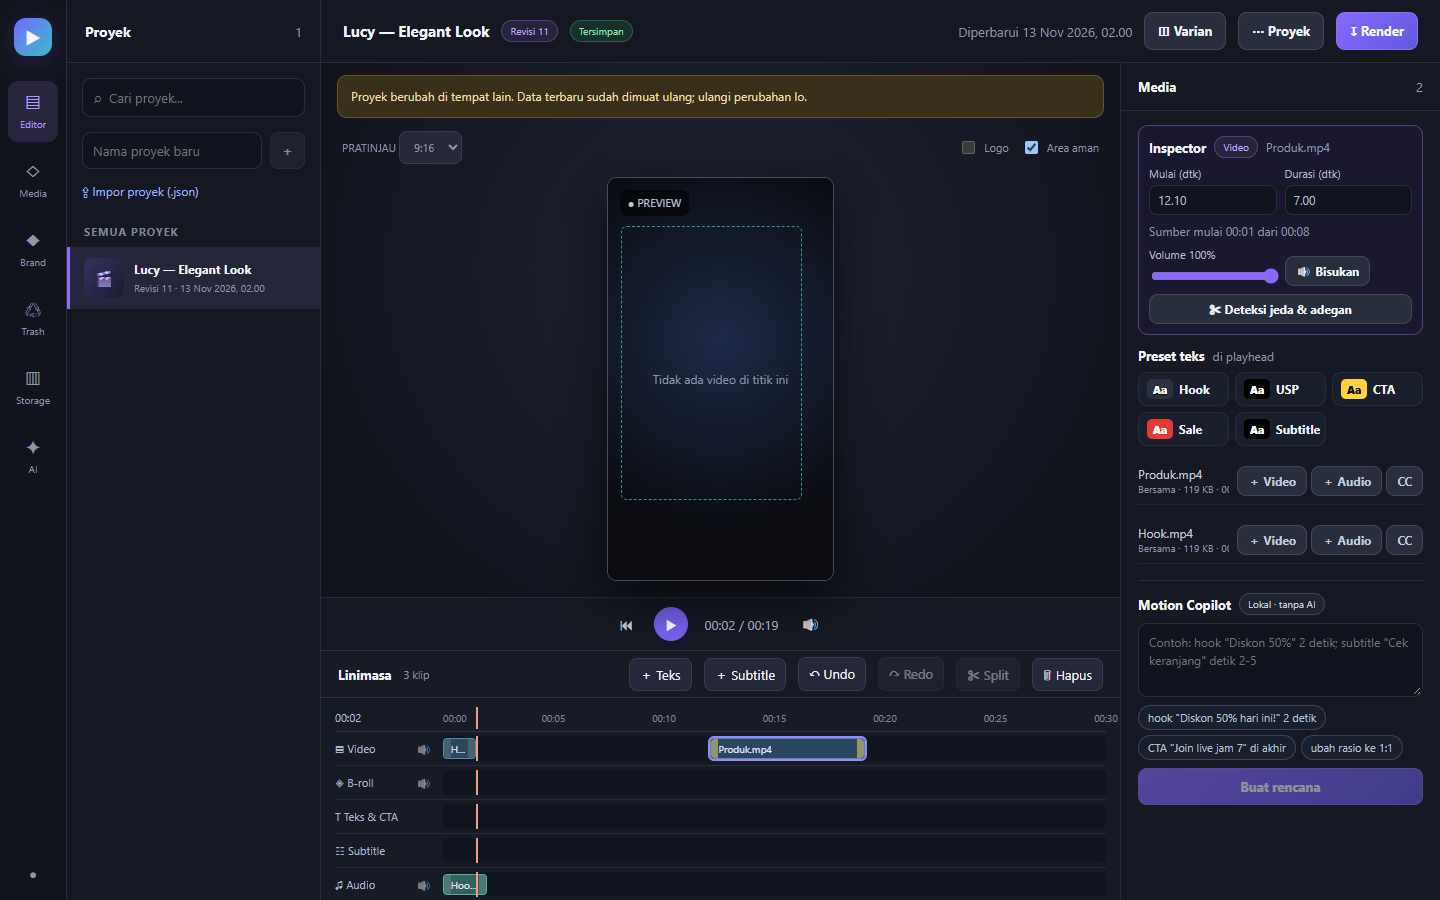 Editor
Media
Brand
Trash
Storage
AI
Proyek 1
Cari proyek...
Nama proyek baru +
Impor proyek (.json)
SEMUA PROYEK
Lucy — Elegant Look
Revisi 11 · 13 Nov 2026, 02.00
Lucy — Elegant Look Revisi 11 Tersimpan Diperbarui 13 Nov 2026, 02.00 Varian ··· Proyek Render
Proyek berubah di tempat lain. Data terbaru sudah dimuat ulang; ulangi perubahan lo.
PRATINJAU 9:16 Logo Area aman
● PREVIEW
Tidak ada video di titik ini
00:02 / 00:19
Linimasa 3 klip + Teks + Subtitle Undo Redo Split Hapus
00:02 00:00 00:05 00:10 00:15 00:20 00:25 00:30
Video H... Produk.mp4
B-roll
T Teks & CTA
Subtitle
Audio Hoo...
Media 2
Inspector Video Produk.mp4
Mulai (dtk) Durasi (dtk)
12.10 7.00
Sumber mulai 00:01 dari 00:08
Volume 100%
Bisukan
Deteksi jeda & adegan
Preset teks di playhead
Aa Hook Aa USP Aa CTA
Aa Sale Aa Subtitle
Produk.mp4
Bersama · 119 KB · 00
+ Video + Audio CC
Hook.mp4
Bersama · 119 KB · 00
+ Video + Audio CC
Motion Copilot Lokal · tanpa AI
Contoh: hook "Diskon 50%" 2 detik; subtitle "Cek
keranjang" detik 2-5
hook "Diskon 50% hari ini!" 2 detik
CTA "Join live jam 7" di akhir ubah rasio ke 1:1
Buat rencana